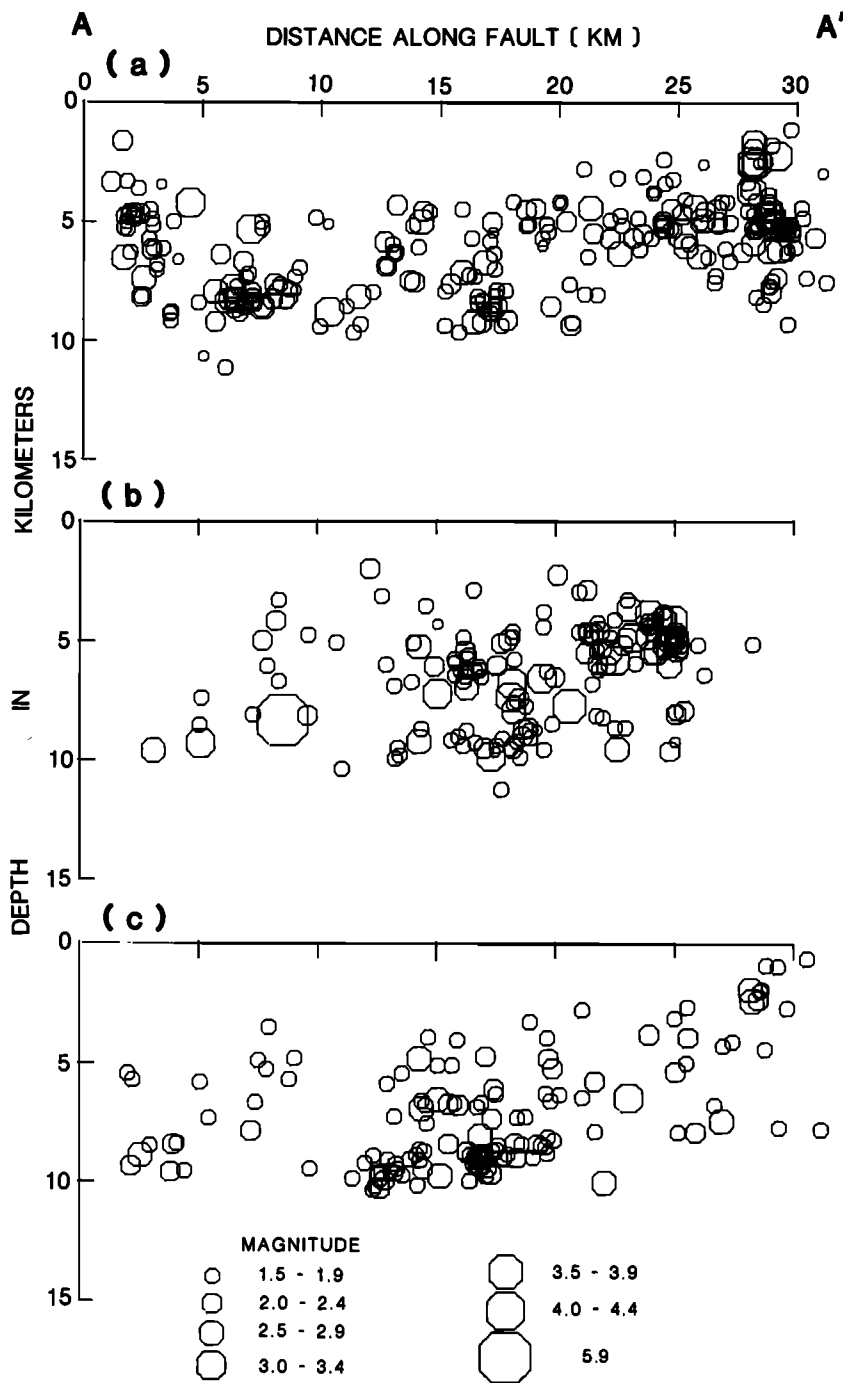 A A'
DISTANCE ALONG FAULT ( KM )
( a )
0 5 10 15 20 25 30
0
5
10
15
( b )
0
5
10
15
( c )
0
5
10
15
DEPTH IN KILOMETERS
MAGNITUDE
1.5 - 1.9
2.0 - 2.4
2.5 - 2.9
3.0 - 3.4
3.5 - 3.9
4.0 - 4.4
5.9